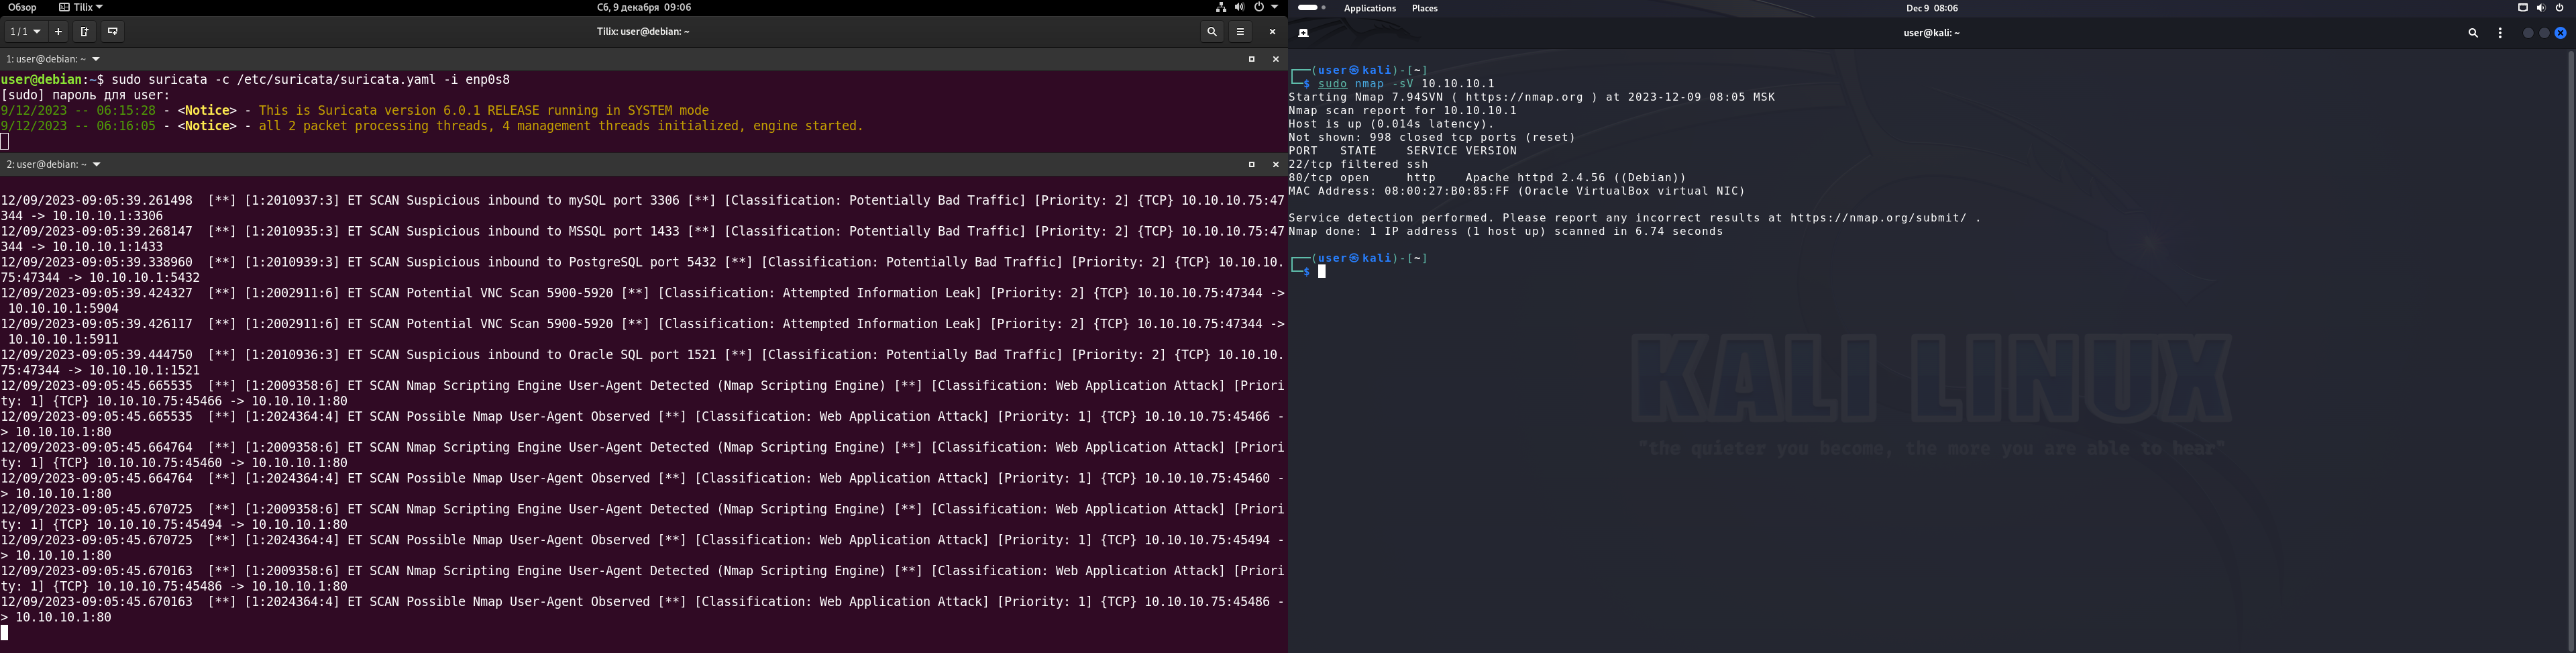 Обзор Tilix Сб, 9 декабря 09:06
1 / 1 Tilix: user@debian: ~
1: user@debian: ~
user@debian:~$ sudo suricata -c /etc/suricata/suricata.yaml -i enp0s8
[sudo] пароль для user:
9/12/2023 -- 06:15:28 - <Notice> - This is Suricata version 6.0.1 RELEASE running in SYSTEM mode
9/12/2023 -- 06:16:05 - <Notice> - all 2 packet processing threads, 4 management threads initialized, engine started.
2: user@debian: ~
12/09/2023-09:05:39.261498  [**] [1:2010937:3] ET SCAN Suspicious inbound to mySQL port 3306 [**] [Classification: Potentially Bad Traffic] [Priority: 2] {TCP} 10.10.10.75:47
344 -> 10.10.10.1:3306
12/09/2023-09:05:39.268147  [**] [1:2010935:3] ET SCAN Suspicious inbound to MSSQL port 1433 [**] [Classification: Potentially Bad Traffic] [Priority: 2] {TCP} 10.10.10.75:47
344 -> 10.10.10.1:1433
12/09/2023-09:05:39.338960  [**] [1:2010939:3] ET SCAN Suspicious inbound to PostgreSQL port 5432 [**] [Classification: Potentially Bad Traffic] [Priority: 2] {TCP} 10.10.10.
75:47344 -> 10.10.10.1:5432
12/09/2023-09:05:39.424327  [**] [1:2002911:6] ET SCAN Potential VNC Scan 5900-5920 [**] [Classification: Attempted Information Leak] [Priority: 2] {TCP} 10.10.10.75:47344 ->
 10.10.10.1:5904
12/09/2023-09:05:39.426117  [**] [1:2002911:6] ET SCAN Potential VNC Scan 5900-5920 [**] [Classification: Attempted Information Leak] [Priority: 2] {TCP} 10.10.10.75:47344 ->
 10.10.10.1:5911
12/09/2023-09:05:39.444750  [**] [1:2010936:3] ET SCAN Suspicious inbound to Oracle SQL port 1521 [**] [Classification: Potentially Bad Traffic] [Priority: 2] {TCP} 10.10.10.
75:47344 -> 10.10.10.1:1521
12/09/2023-09:05:45.665535  [**] [1:2009358:6] ET SCAN Nmap Scripting Engine User-Agent Detected (Nmap Scripting Engine) [**] [Classification: Web Application Attack] [Priori
ty: 1] {TCP} 10.10.10.75:45466 -> 10.10.10.1:80
12/09/2023-09:05:45.665535  [**] [1:2024364:4] ET SCAN Possible Nmap User-Agent Observed [**] [Classification: Web Application Attack] [Priority: 1] {TCP} 10.10.10.75:45466 -
> 10.10.10.1:80
12/09/2023-09:05:45.664764  [**] [1:2009358:6] ET SCAN Nmap Scripting Engine User-Agent Detected (Nmap Scripting Engine) [**] [Classification: Web Application Attack] [Priori
ty: 1] {TCP} 10.10.10.75:45460 -> 10.10.10.1:80
12/09/2023-09:05:45.664764  [**] [1:2024364:4] ET SCAN Possible Nmap User-Agent Observed [**] [Classification: Web Application Attack] [Priority: 1] {TCP} 10.10.10.75:45460 -
> 10.10.10.1:80
12/09/2023-09:05:45.670725  [**] [1:2009358:6] ET SCAN Nmap Scripting Engine User-Agent Detected (Nmap Scripting Engine) [**] [Classification: Web Application Attack] [Priori
ty: 1] {TCP} 10.10.10.75:45494 -> 10.10.10.1:80
12/09/2023-09:05:45.670725  [**] [1:2024364:4] ET SCAN Possible Nmap User-Agent Observed [**] [Classification: Web Application Attack] [Priority: 1] {TCP} 10.10.10.75:45494 -
> 10.10.10.1:80
12/09/2023-09:05:45.670163  [**] [1:2009358:6] ET SCAN Nmap Scripting Engine User-Agent Detected (Nmap Scripting Engine) [**] [Classification: Web Application Attack] [Priori
ty: 1] {TCP} 10.10.10.75:45486 -> 10.10.10.1:80
12/09/2023-09:05:45.670163  [**] [1:2024364:4] ET SCAN Possible Nmap User-Agent Observed [**] [Classification: Web Application Attack] [Priority: 1] {TCP} 10.10.10.75:45486 -
> 10.10.10.1:80
Applications Places Dec 9 08:06
user@kali: ~
┌──(user㉿kali)-[~]
└─$ sudo nmap -sV 10.10.10.1
Starting Nmap 7.94SVN ( https://nmap.org ) at 2023-12-09 08:05 MSK
Nmap scan report for 10.10.10.1
Host is up (0.014s latency).
Not shown: 998 closed tcp ports (reset)
PORT   STATE    SERVICE VERSION
22/tcp filtered ssh
80/tcp open     http    Apache httpd 2.4.56 ((Debian))
MAC Address: 08:00:27:B0:85:FF (Oracle VirtualBox virtual NIC)
Service detection performed. Please report any incorrect results at https://nmap.org/submit/ .
Nmap done: 1 IP address (1 host up) scanned in 6.74 seconds
┌──(user㉿kali)-[~]
└─$
KALI LINUX
"the quieter you become, the more you are able to hear"